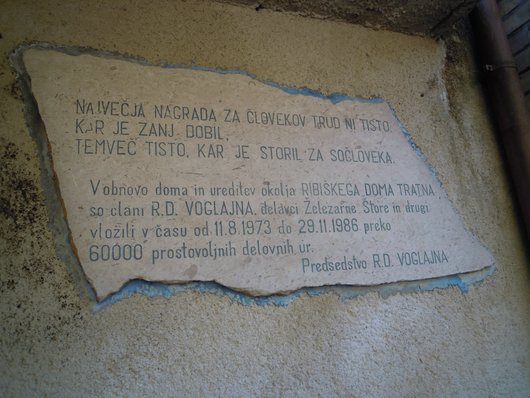 NAJVEČJA NAGRADA ZA ČLOVEKOV TRUD NI TISTO,
KAR JE ZANJ DOBIL,
TEMVEČ TISTO, KAR JE STORIL ZA SOČLOVEKA.
V obnovo doma in ureditev okolja RIBIŠKEGA DOMA TRATNA
so člani R.D. VOGLAJNA, delavci Železarne Štore in drugi
vložili v času od 11.8.1973 do 29.11.1986 preko
60000 prostovoljnih delovnih ur.
Predsedstvo R.D. VOGLAJNA